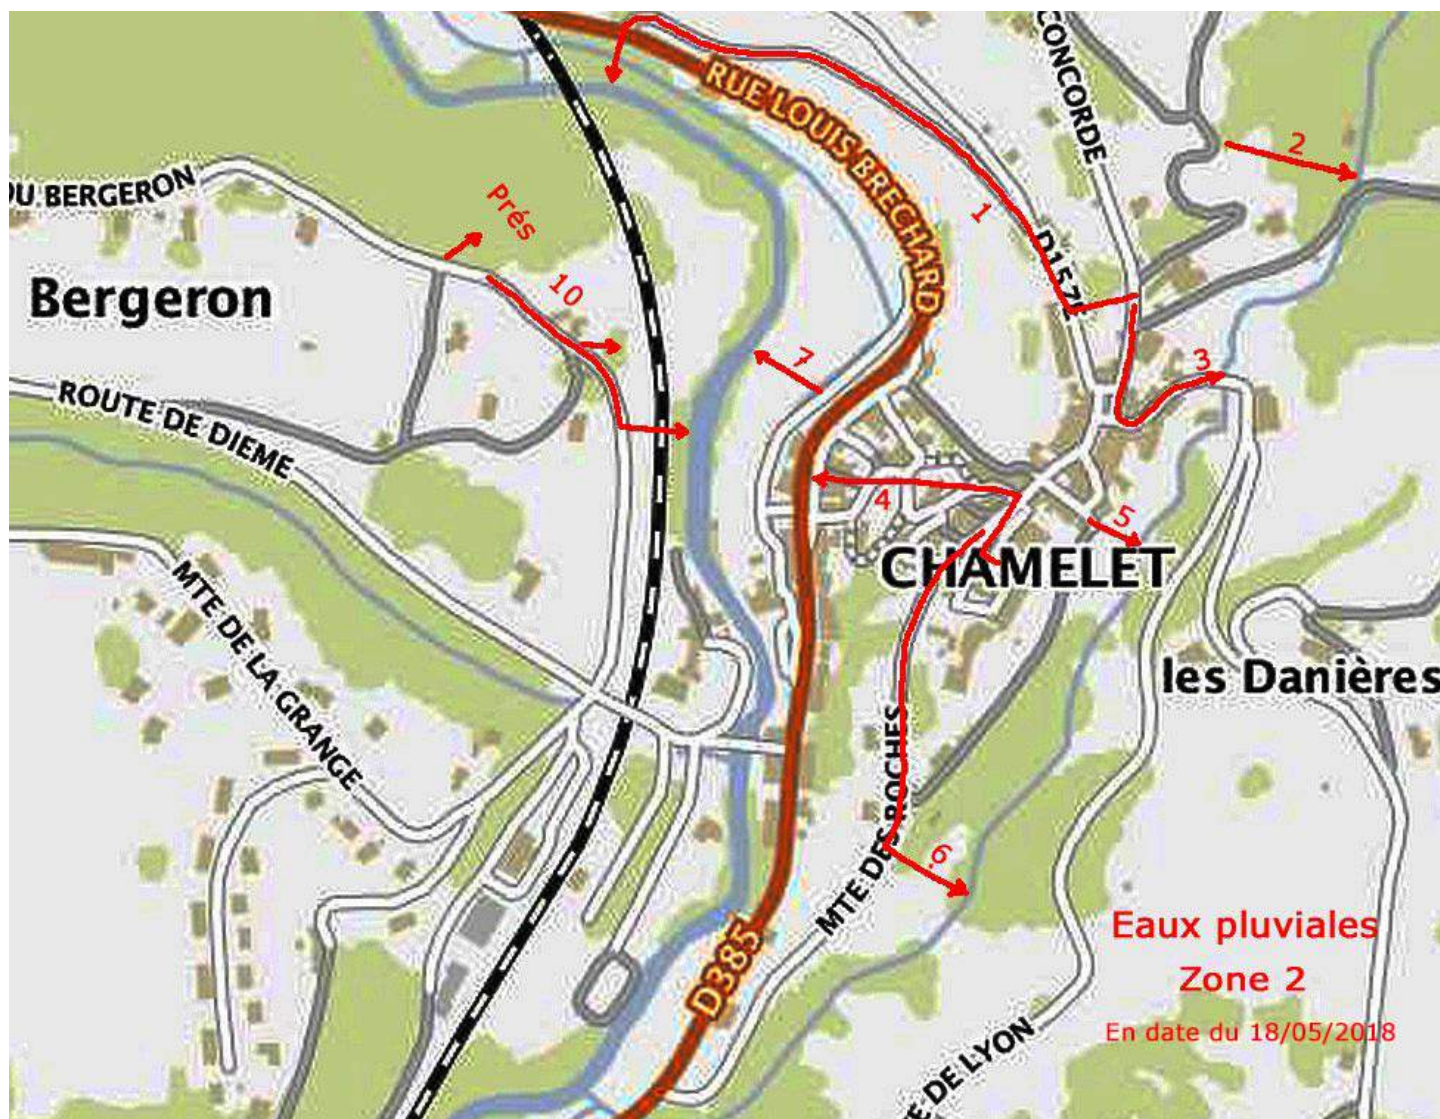 CONCORDE
RUE LOUIS BRECHARD
2
DU BERGERON
Prés
1
D157E
10
Bergeron
7
3
ROUTE DE DIEME
4
5
CHAMELET
MTE DE LA GRANGE
les Danières
MTE DES ROCHES
6
D385
Eaux pluviales
Zone 2
En date du 18/05/2018
E DE LYON